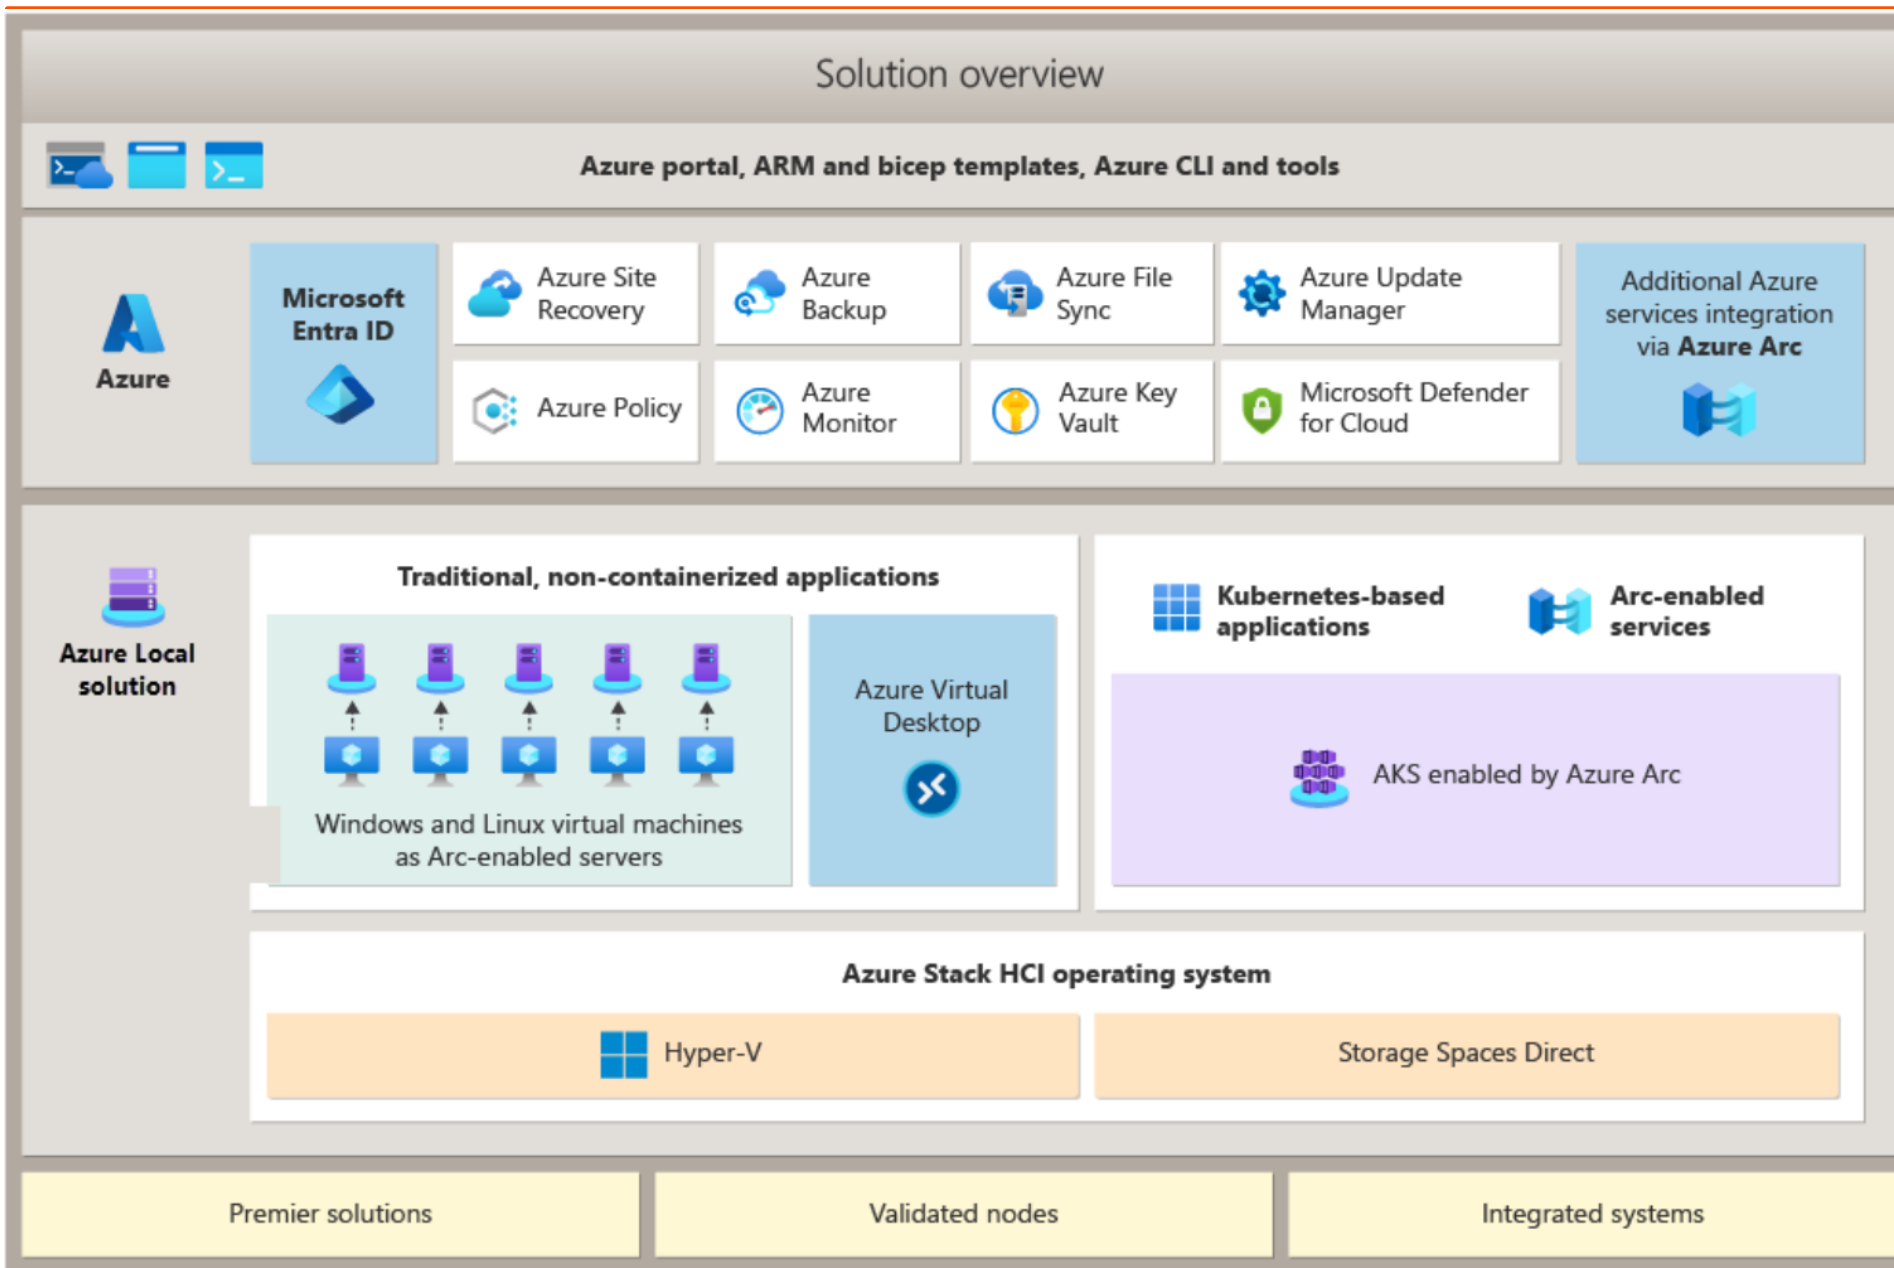 Solution overview
Azure portal, ARM and bicep templates, Azure CLI and tools
Azure
Microsoft
Entra ID
Azure Site
Recovery
Azure
Backup
Azure File
Sync
Azure Update
Manager
Azure Policy
Azure
Monitor
Azure Key
Vault
Microsoft Defender
for Cloud
Additional Azure
services integration
via Azure Arc
Azure Local
solution
Traditional, non-containerized applications
Windows and Linux virtual machines
as Arc-enabled servers
Azure Virtual
Desktop
Kubernetes-based
applications
Arc-enabled
services
AKS enabled by Azure Arc
Azure Stack HCI operating system
Hyper-V
Storage Spaces Direct
Premier solutions
Validated nodes
Integrated systems